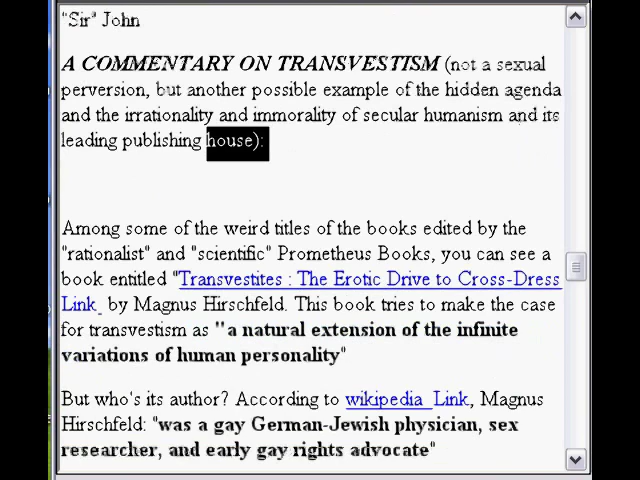 "Sir" John
A COMMENTARY ON TRANSVESTISM (not a sexual
perversion, but another possible example of the hidden agenda
and the irrationality and immorality of secular humanism and its
leading publishing house):
Among some of the weird titles of the books edited by the
"rationalist" and "scientific" Prometheus Books, you can see a
book entitled "Transvestites : The Erotic Drive to Cross-Dress
Link  by Magnus Hirschfeld. This book tries to make the case
for transvestism as "a natural extension of the infinite
variations of human personality"
But who's its author? According to wikipedia  Link, Magnus
Hirschfeld: "was a gay German-Jewish physician, sex
researcher, and early gay rights advocate"